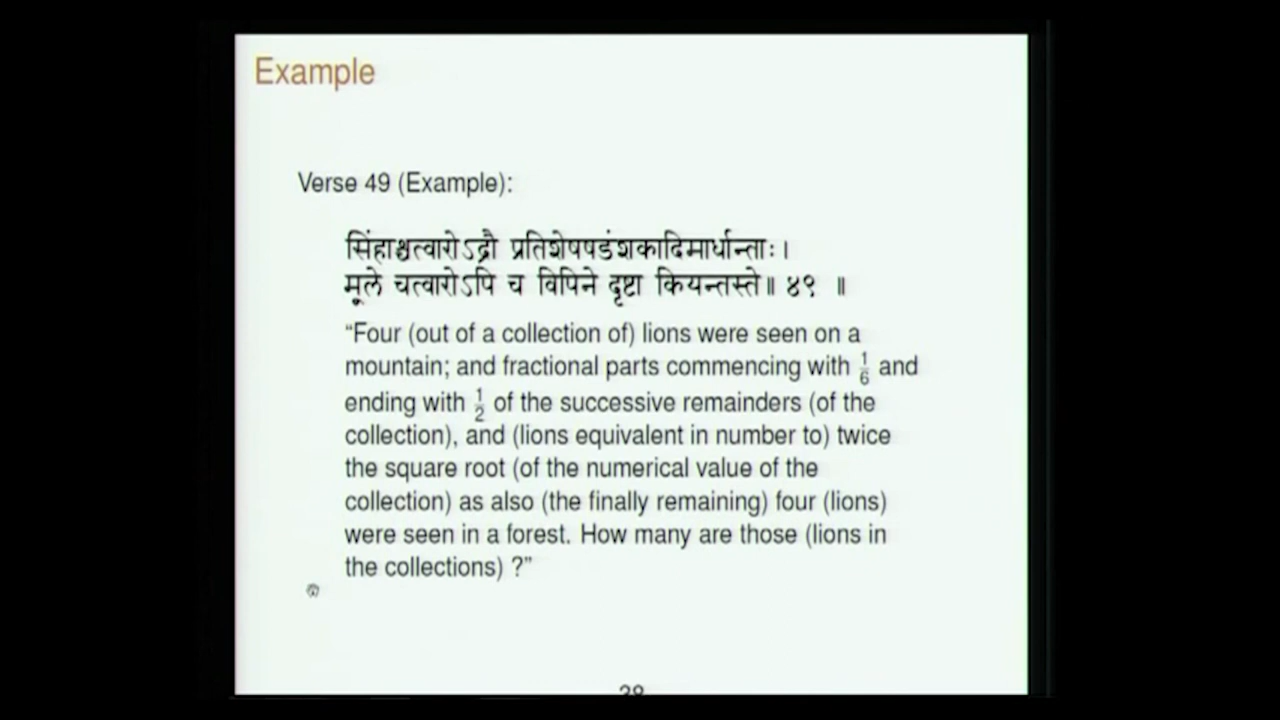 Example
Verse 49 (Example):
सिंहाश्चत्वारोऽद्रौ प्रतिशेषषडंशकादिमार्धान्ताः।
मूले चत्वारोऽपि च विपिने दृष्टा कियन्तस्ते॥ ४९ ॥
“Four (out of a collection of) lions were seen on a
mountain; and fractional parts commencing with 1/6 and
ending with 1/2 of the successive remainders (of the
collection), and (lions equivalent in number to) twice
the square root (of the numerical value of the
collection) as also (the finally remaining) four (lions)
were seen in a forest. How many are those (lions in
the collections) ?”